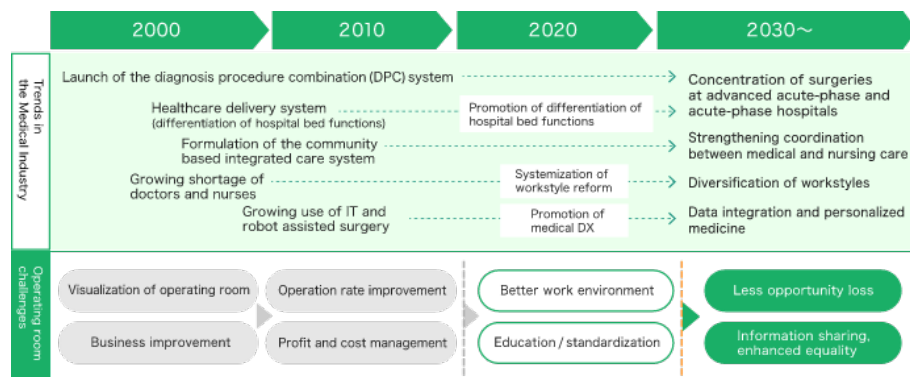 2000
2010
2020
2030～
Trends in
the Medical Industry
Launch of the diagnosis procedure combination (DPC) system
Concentration of surgeries
at advanced acute-phase and
acute-phase hospitals
Healthcare delivery system
(differentiation of hospital bed functions)
Promotion of differentiation of
hospital bed functions
Formulation of the community
based integrated care system
Strengthening coordination
between medical and nursing care
Growing shortage of
doctors and nurses
Systemization of
workstyle reform
Diversification of workstyles
Growing use of IT and
robot assisted surgery
Promotion of
medical DX
Data integration and personalized
medicine
Operating room
challenges
Visualization of operating room
Operation rate improvement
Better work environment
Less opportunity loss
Business improvement
Profit and cost management
Education / standardization
Information sharing,
enhanced equality